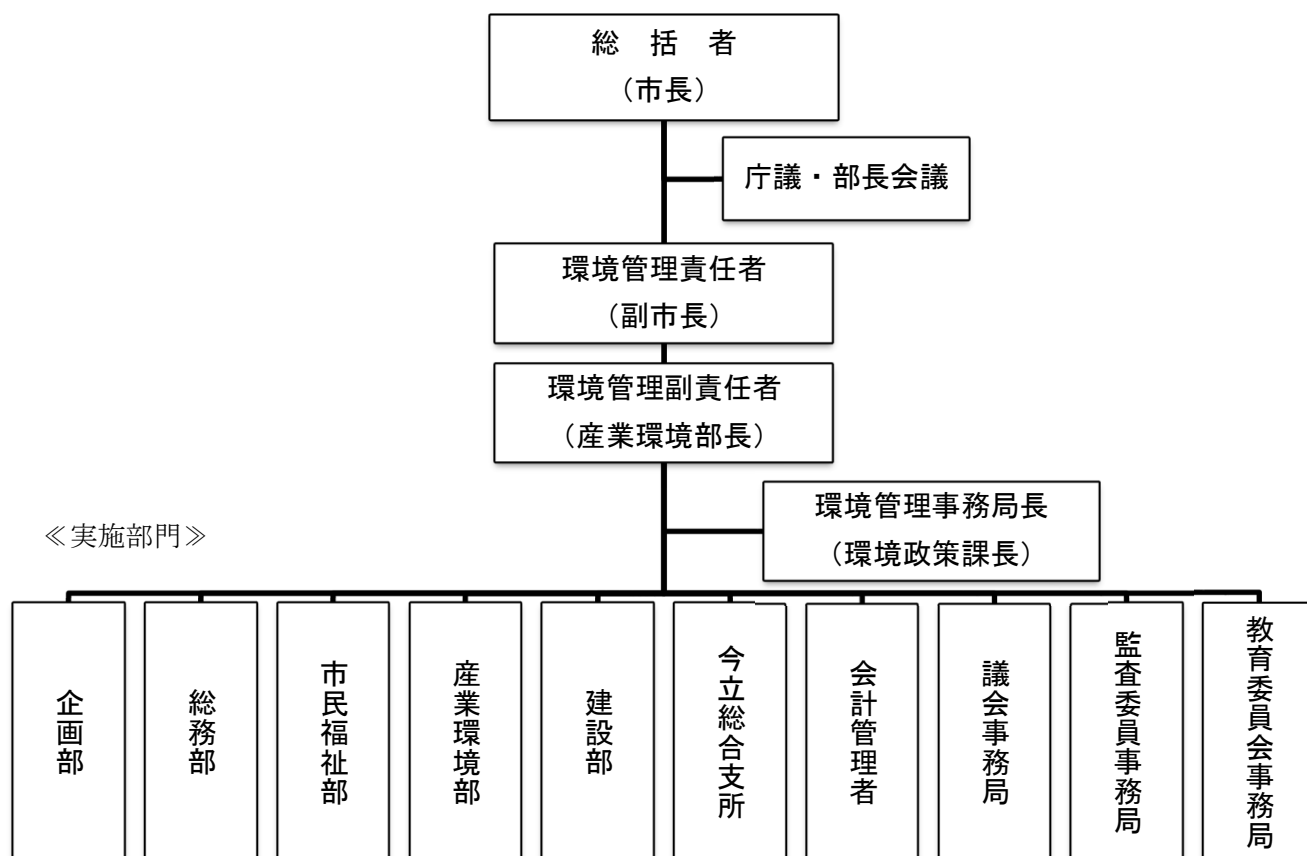 総　括　者
（市長）
庁議・部長会議
環境管理責任者
（副市長）
環境管理副責任者
（産業環境部長）
環境管理事務局長
（環境政策課長）
≪実施部門≫
企画部
総務部
市民福祉部
産業環境部
建設部
今立総合支所
会計管理者
議会事務局
監査委員事務局
教育委員会事務局